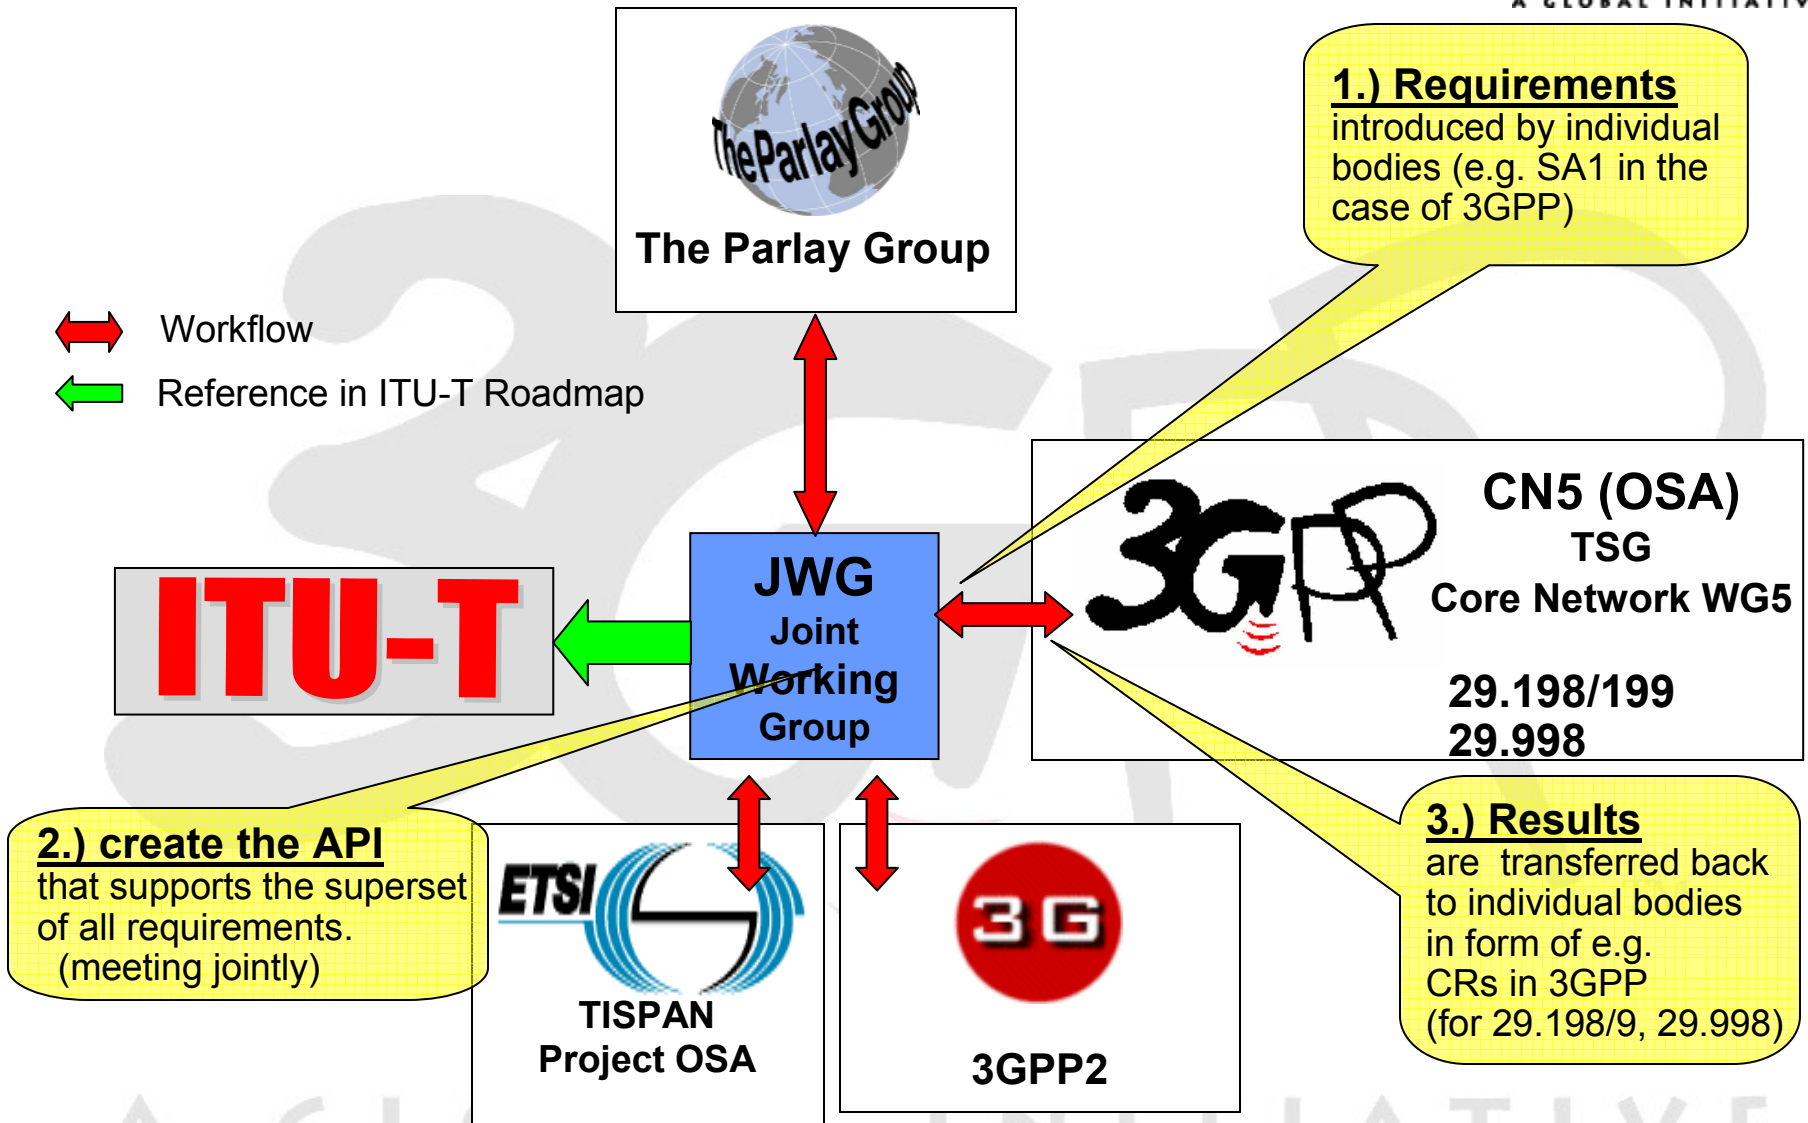 A GLOBAL INITIATIV
The Parlay Group
The Parlay Group
1.) Requirements
introduced by individual
bodies (e.g. SA1 in the
case of 3GPP)
Workflow
Reference in ITU-T Roadmap
3GPP
CN5 (OSA)
TSG
Core Network WG5
29.198/199
29.998
ITU-T
JWG
Joint
Working
Group
2.) create the API
that supports the superset
of all requirements.
(meeting jointly)
ETSI
TISPAN
Project OSA
3G
3GPP2
3.) Results
are transferred back
to individual bodies
in form of e.g.
CRs in 3GPP
(for 29.198/9, 29.998)